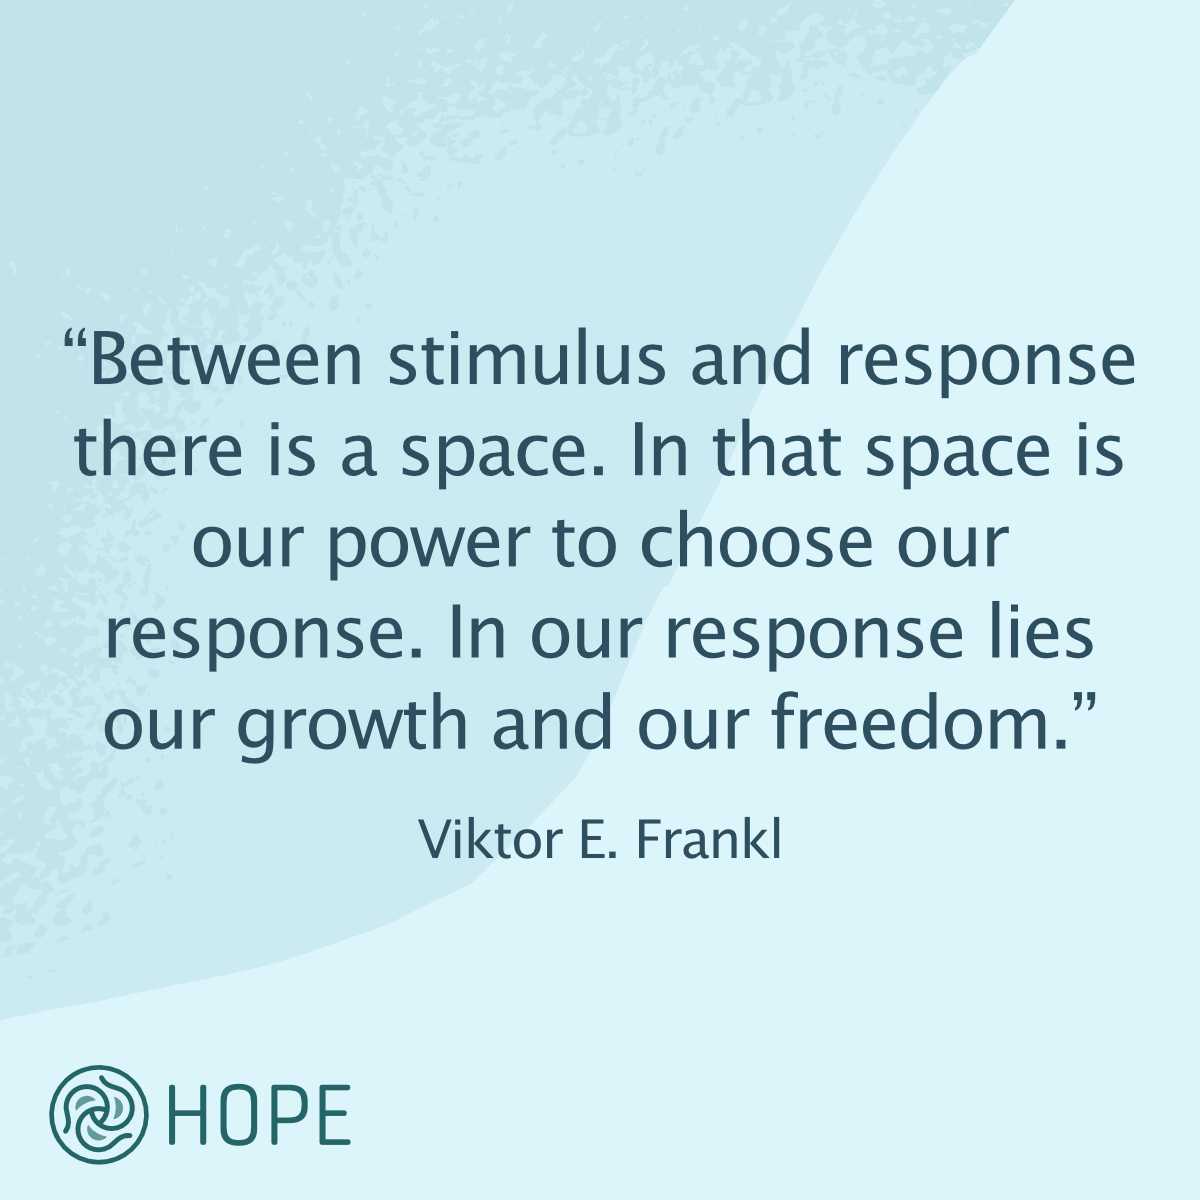 “Between stimulus and response
there is a space. In that space is
our power to choose our
response. In our response lies
our growth and our freedom.”
Viktor E. Frankl
HOPE